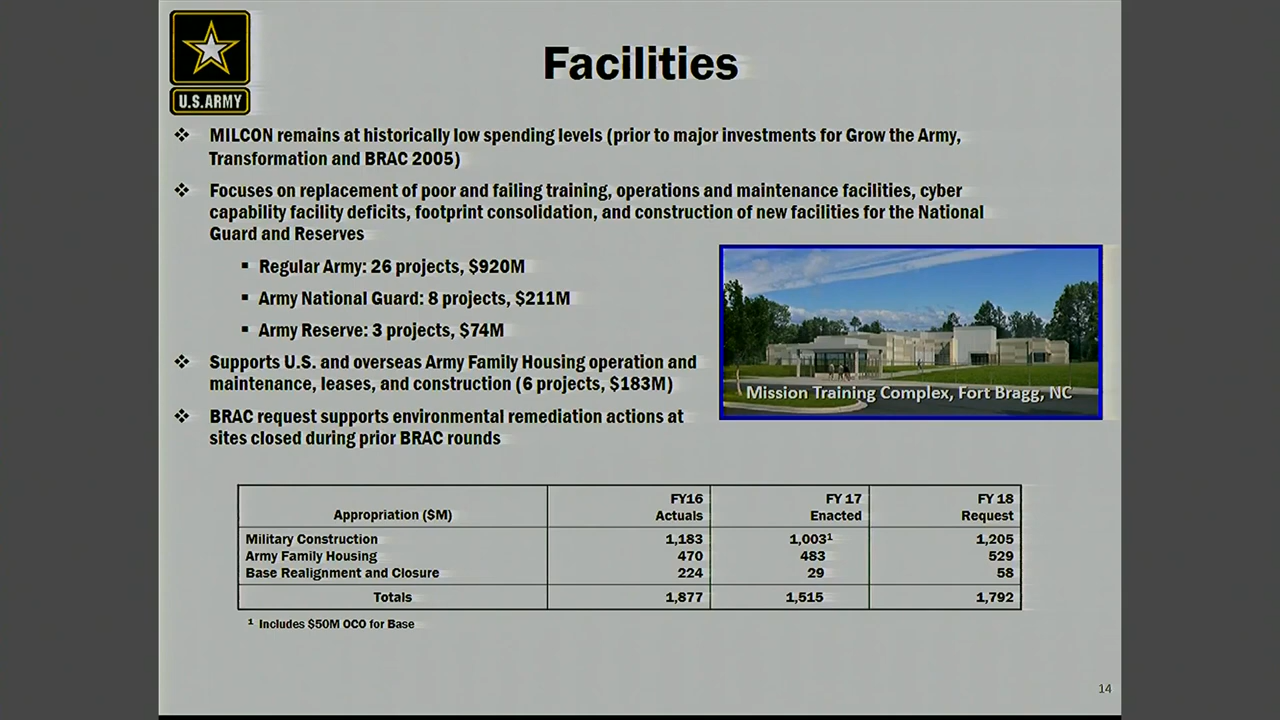 U.S.ARMY
Facilities
❖ MILCON remains at historically low spending levels (prior to major investments for Grow the Army,
Transformation and BRAC 2005)
❖ Focuses on replacement of poor and failing training, operations and maintenance facilities, cyber
capability facility deficits, footprint consolidation, and construction of new facilities for the National
Guard and Reserves
▪ Regular Army: 26 projects, $920M
▪ Army National Guard: 8 projects, $211M
▪ Army Reserve: 3 projects, $74M
❖ Supports U.S. and overseas Army Family Housing operation and
maintenance, leases, and construction (6 projects, $183M)
❖ BRAC request supports environmental remediation actions at
sites closed during prior BRAC rounds
Mission Training Complex, Fort Bragg, NC
FY16 FY 17 FY 18
Appropriation ($M) Actuals Enacted Request
Military Construction 1,183 1,003¹ 1,205
Army Family Housing 470 483 529
Base Realignment and Closure 224 29 58
Totals 1,877 1,515 1,792
¹ Includes $50M OCO for Base
14